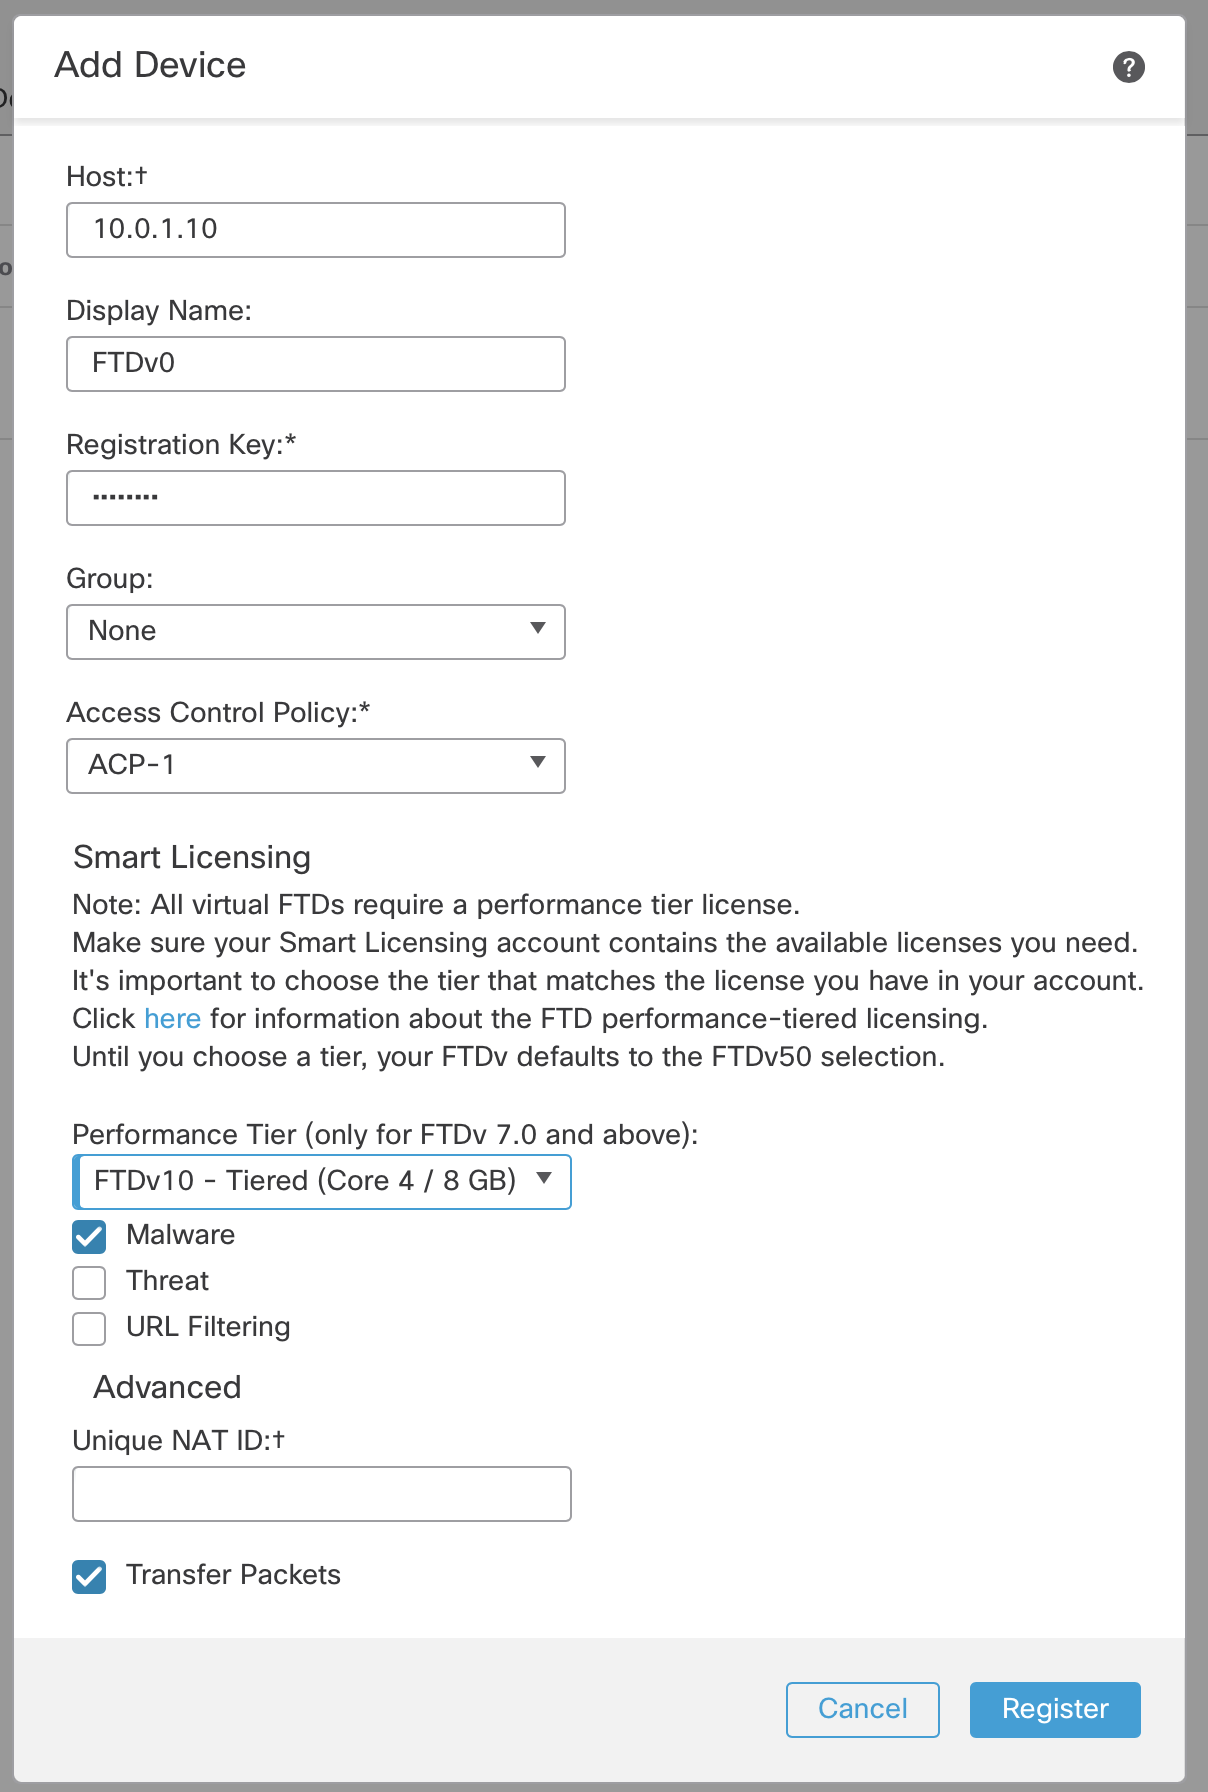 Add Device
?
Host:†
10.0.1.10
Display Name:
FTDv0
Registration Key:*
••••••••
Group:
None
Access Control Policy:*
ACP-1
Smart Licensing
Note: All virtual FTDs require a performance tier license.
Make sure your Smart Licensing account contains the available licenses you need.
It's important to choose the tier that matches the license you have in your account.
Click here for information about the FTD performance-tiered licensing.
Until you choose a tier, your FTDv defaults to the FTDv50 selection.
Performance Tier (only for FTDv 7.0 and above):
FTDv10 - Tiered (Core 4 / 8 GB)
Malware
Threat
URL Filtering
Advanced
Unique NAT ID:†
Transfer Packets
Cancel
Register